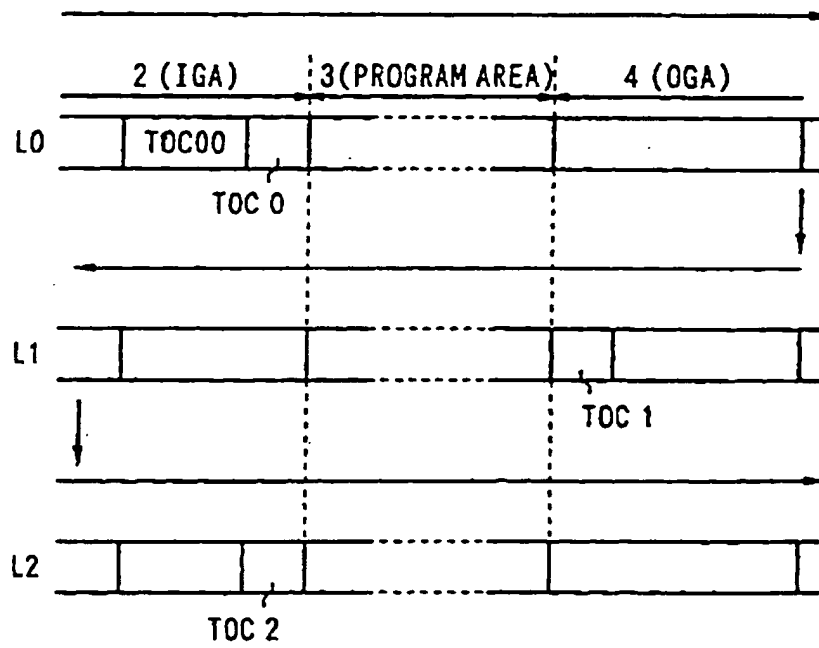 2 (IGA) 3(PROGRAM AREA) 4 (OGA)
L0 TOC00
TOC 0
L1
TOC 1
L2
TOC 2